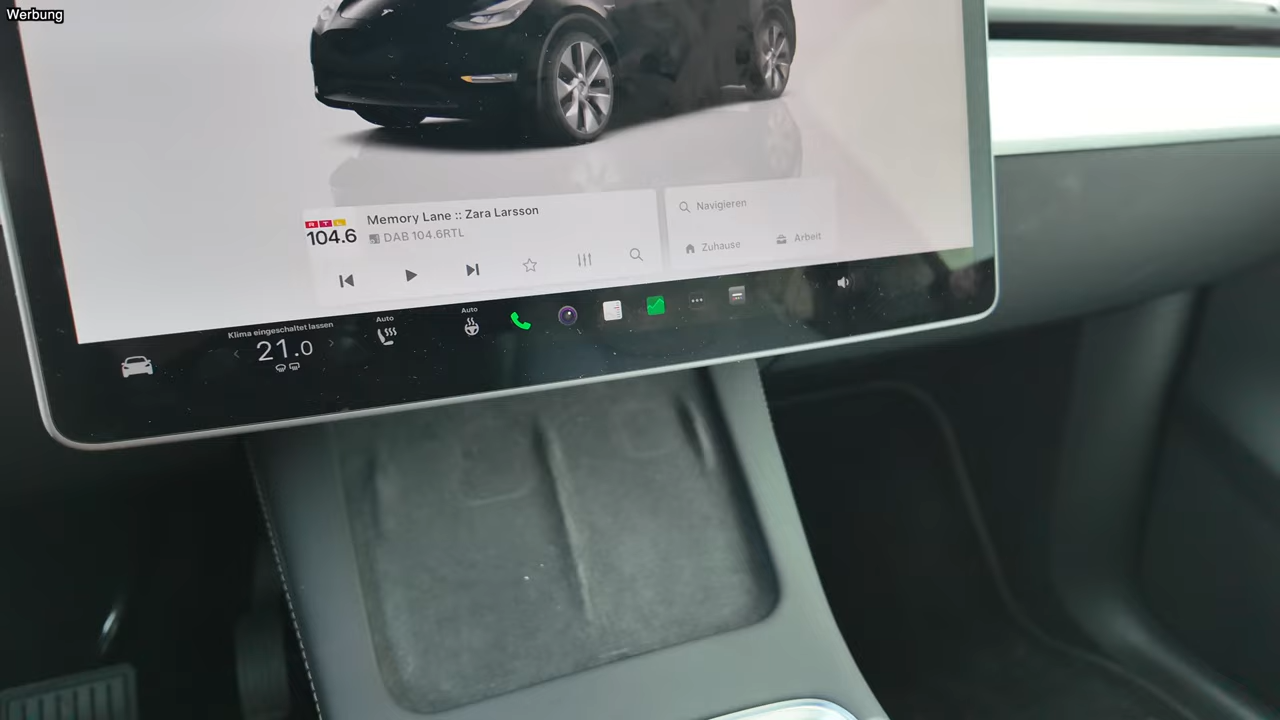 Werbung
RTL
104.6
Memory Lane :: Zara Larsson
DAB 104.6RTL
Navigieren
Zuhause
Arbeit
Klima eingeschaltet lassen
21.0
Auto
Auto